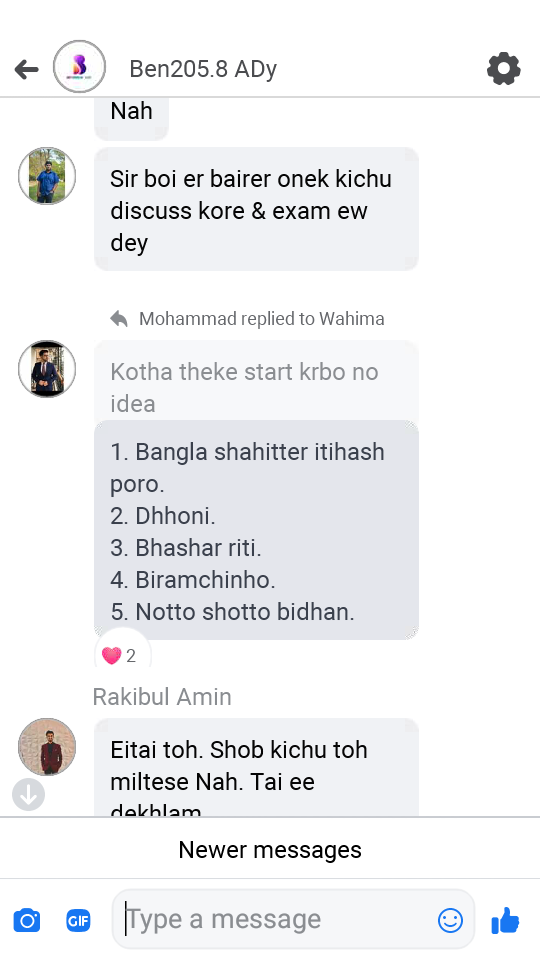 Ben205.8 ADy
Nah
Sir boi er bairer onek kichu
discuss kore & exam ew
dey
Mohammad replied to Wahima
Kotha theke start krbo no
idea
1. Bangla shahitter itihash
poro.
2. Dhhoni.
3. Bhashar riti.
4. Biramchinho.
5. Notto shotto bidhan.
2
Rakibul Amin
Eitai toh. Shob kichu toh
miltese Nah. Tai ee
dekhlam
Newer messages
GIF
Type a message